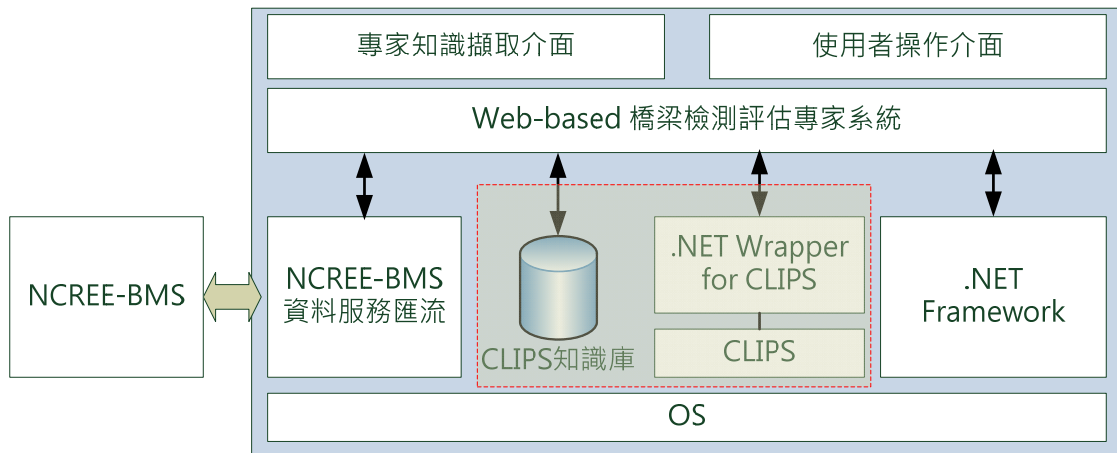 專家知識擷取介面
使用者操作介面
Web-based 橋梁檢測評估專家系統
NCREE-BMS
NCREE-BMS
資料服務匯流
CLIPS知識庫
.NET Wrapper
for CLIPS
CLIPS
.NET
Framework
OS